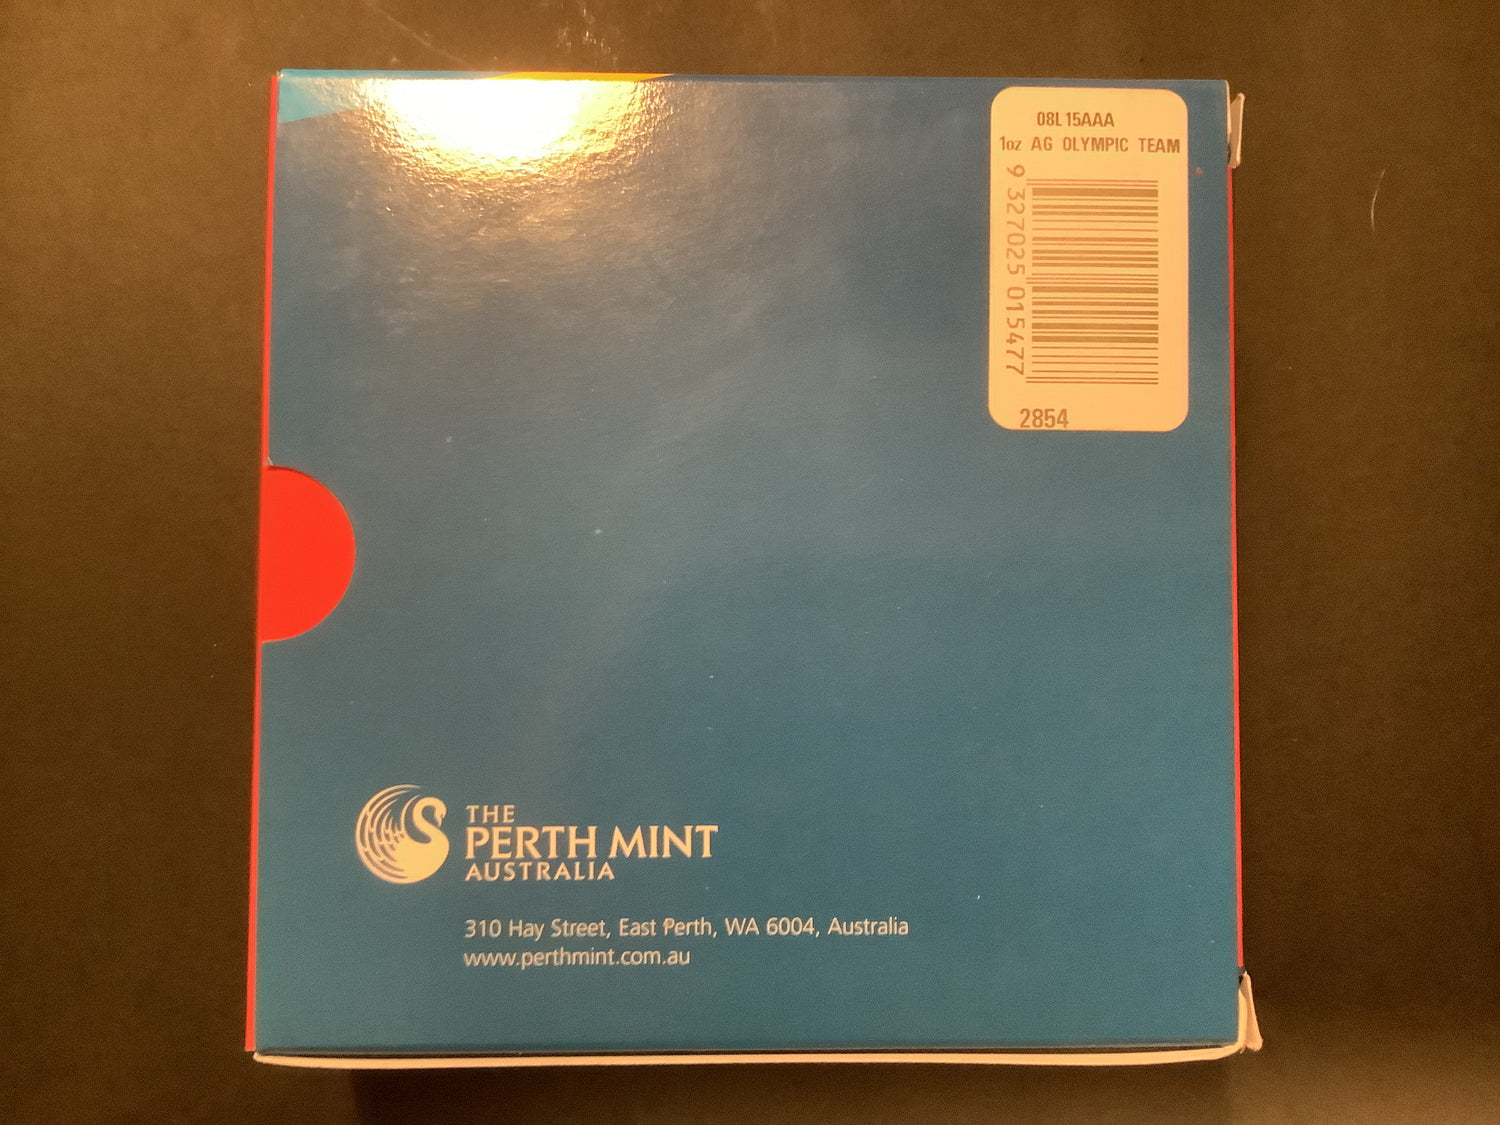 08L15AAA
1oz AG OLYMPIC TEAM
9 327025 015477
2854
THE
PERTH MINT
AUSTRALIA
310 Hay Street, East Perth, WA 6004, Australia
www.perthmint.com.au